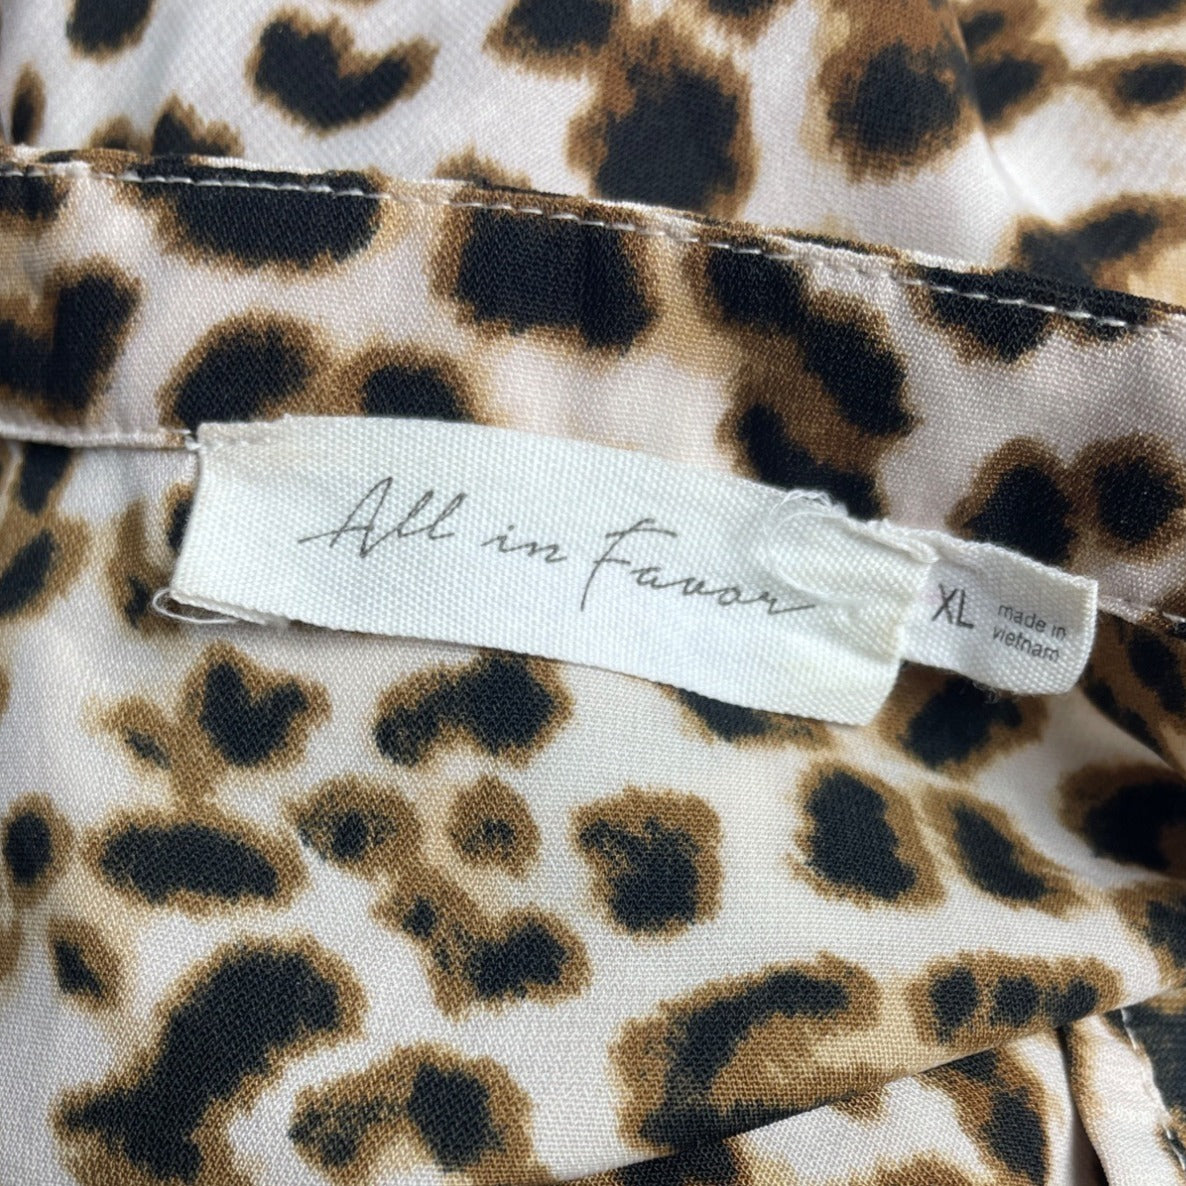 All in Favor
XL
made in
vietnam